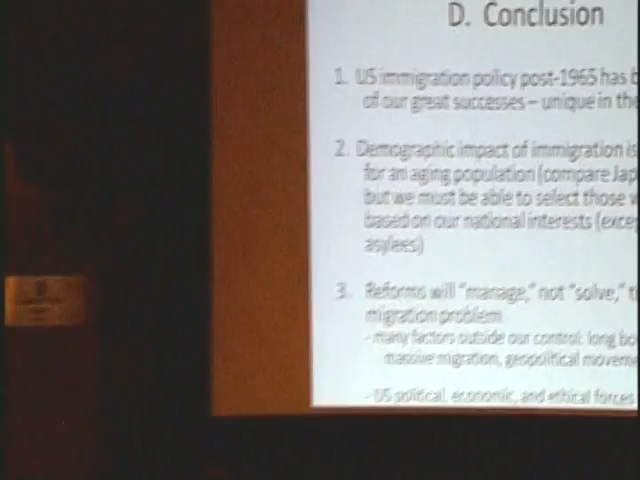 D. Conclusion
1. US immigration policy post-1965 has b
of our great successes – unique in the
2. Demographic impact of immigration is
for an aging population (compare Jap
but we must be able to select those w
based on our national interests (exce
asylees)
3. Reforms will "manage," not "solve," t
migration problem
- many factors outside our control: long bo
massive migration, geopolitical moveme
- US political, economic, and ethical forces